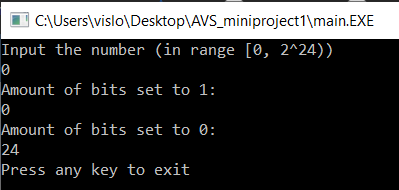 C:\Users\vislo\Desktop\AVS_miniproject1\main.EXE
Input the number (in range [0, 2^24))
0
Amount of bits set to 1:
0
Amount of bits set to 0:
24
Press any key to exit